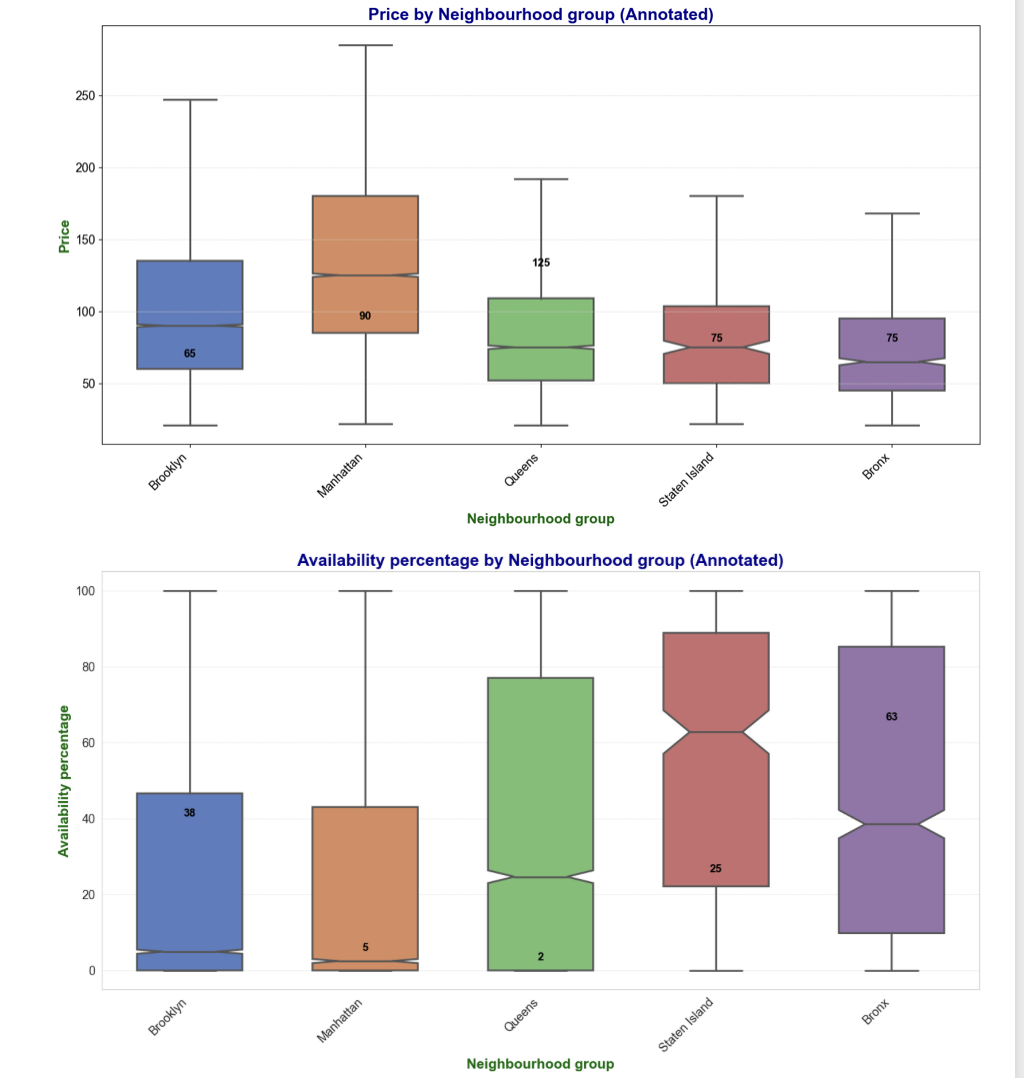 Price by Neighbourhood group (Annotated)
Price
250
200
150
100
50
65
90
125
75
75
Brooklyn
Manhattan
Queens
Staten Island
Bronx
Neighbourhood group
Availability percentage by Neighbourhood group (Annotated)
Availability percentage
100
80
60
40
20
0
38
5
2
25
63
Brooklyn
Manhattan
Queens
Staten Island
Bronx
Neighbourhood group